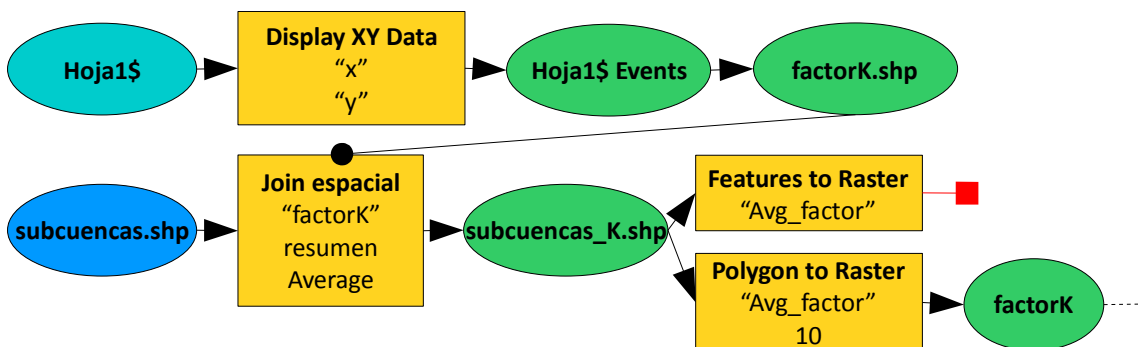 Hoja1$
Display XY Data
“x”
“y”
Hoja1$ Events
factorK.shp
subcuencas.shp
Join espacial
“factorK”
resumen
Average
subcuencas_K.shp
Features to Raster
“Avg_factor”
Polygon to Raster
“Avg_factor”
10
factorK